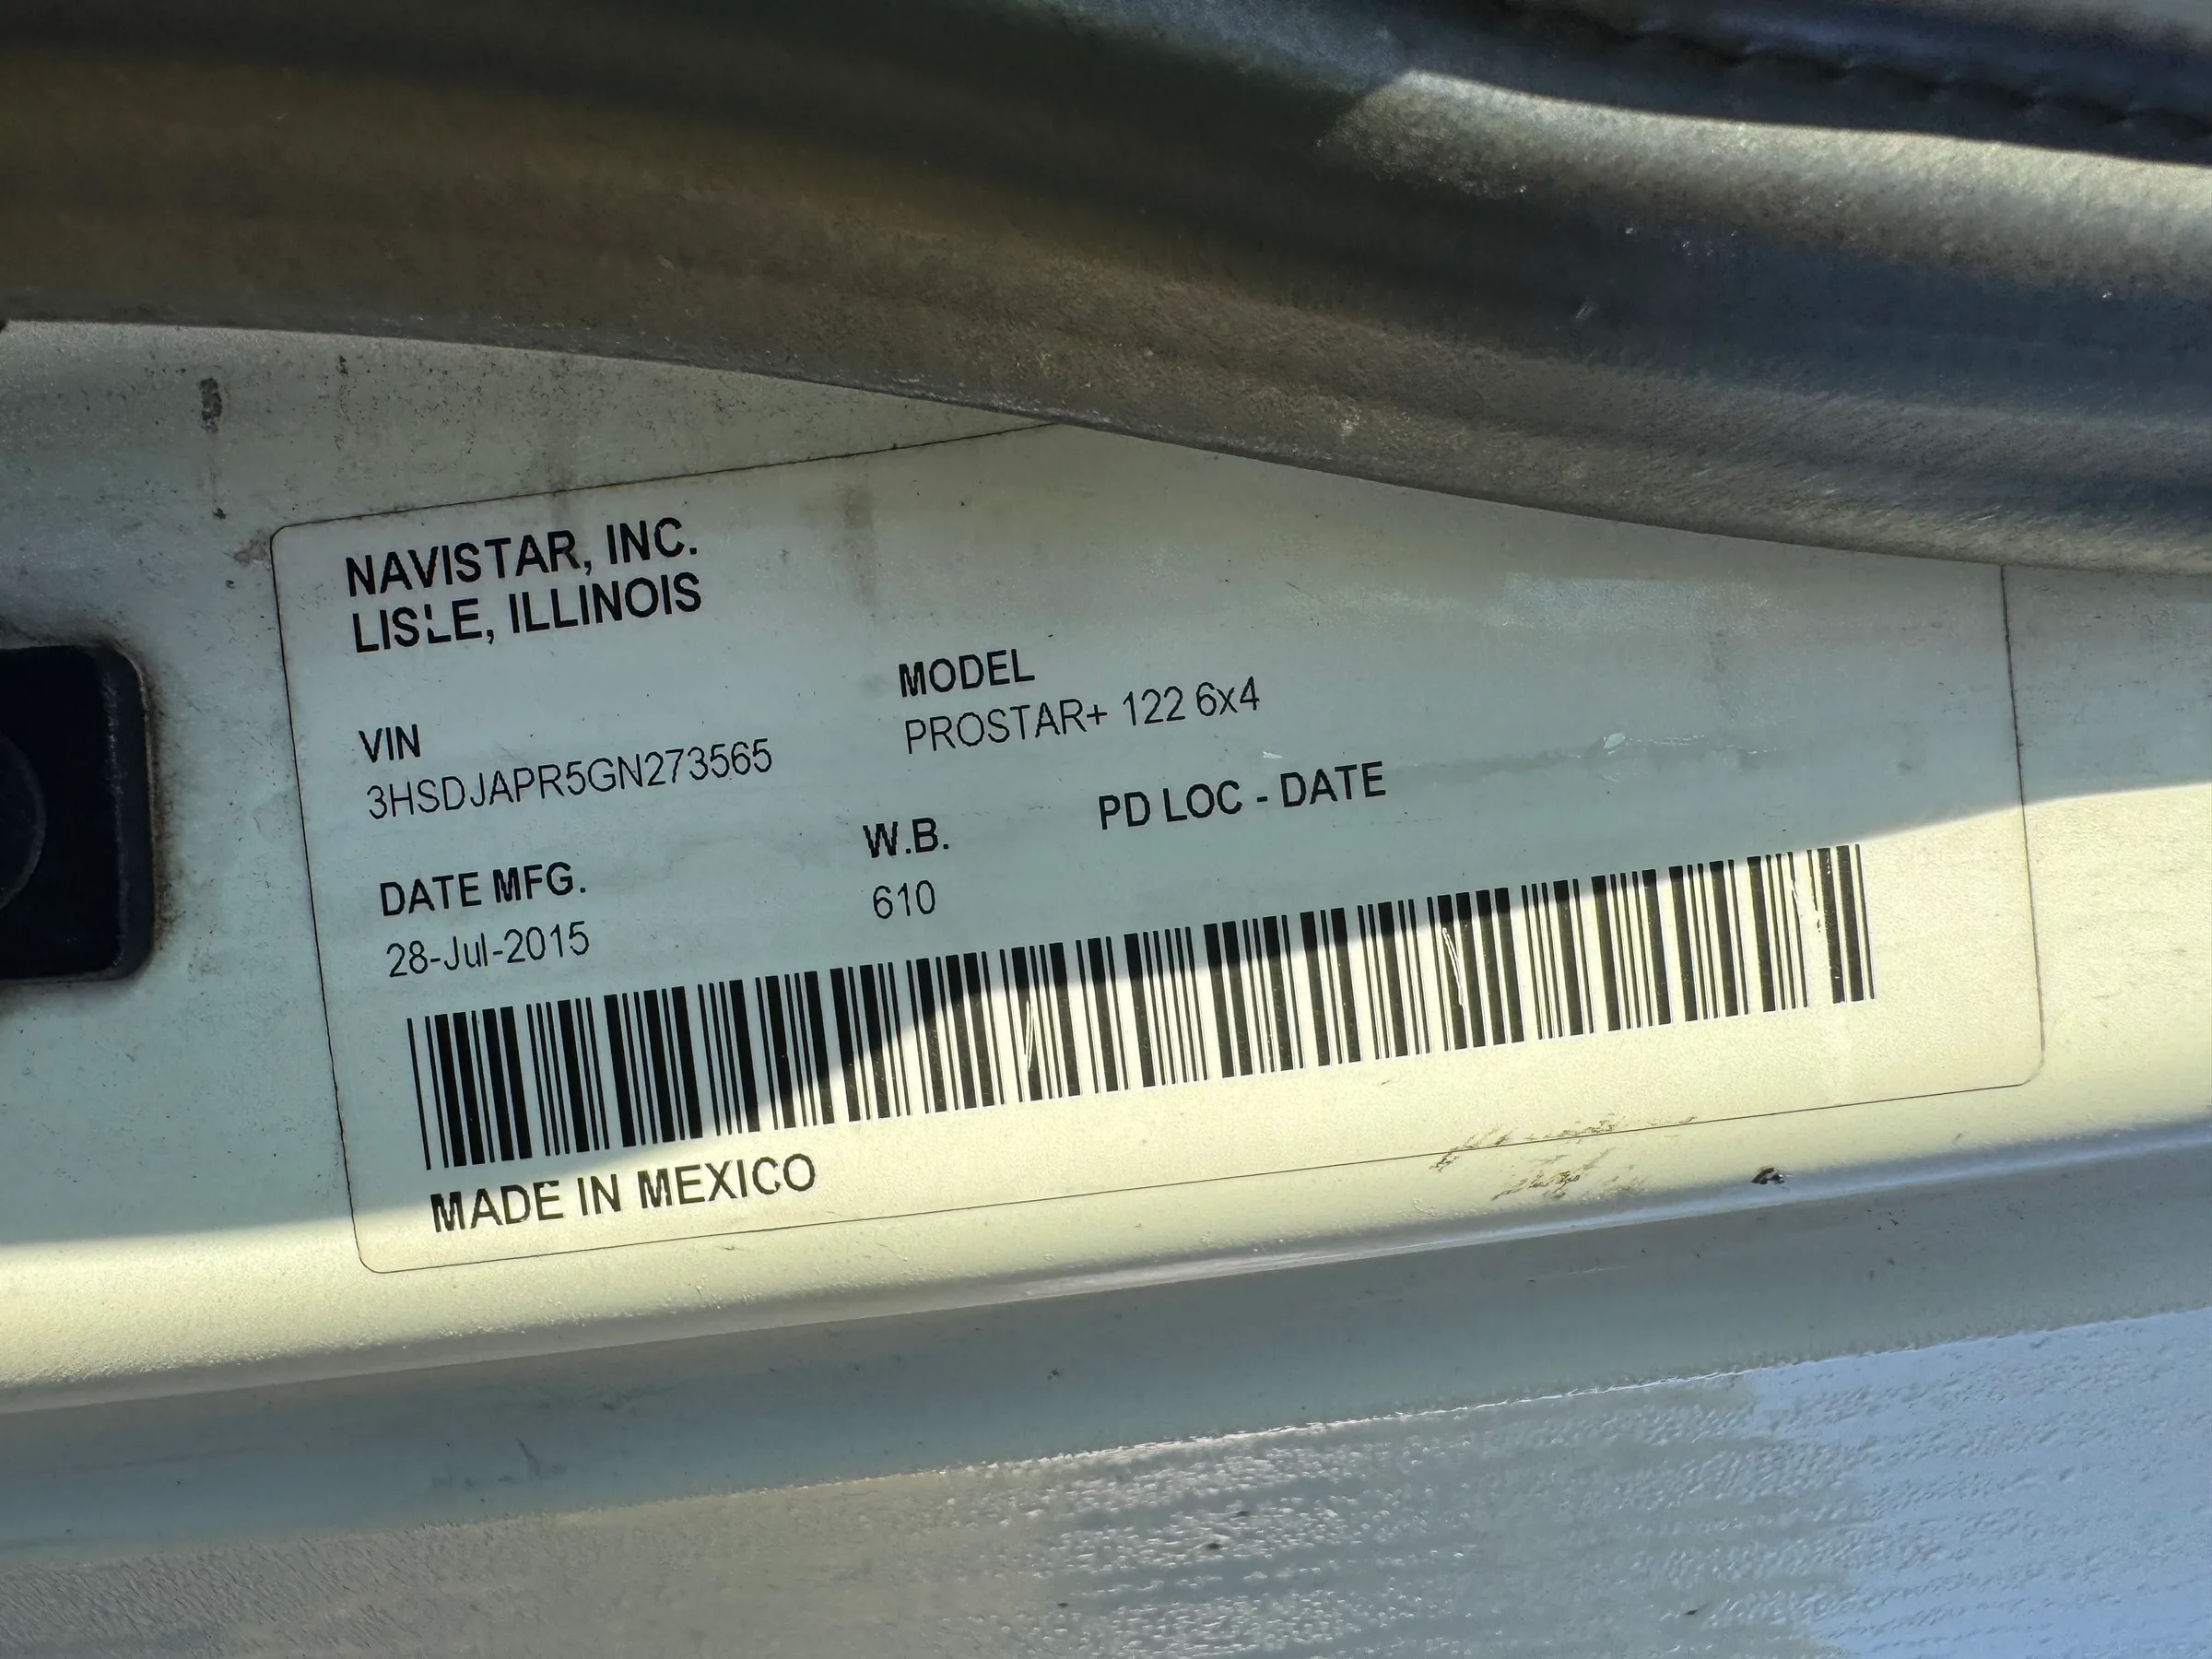 NAVISTAR, INC.
LISLE, ILLINOIS
MODEL
PROSTAR+ 122 6x4
VIN
3HSDJAPR5GN273565
DATE MFG.
28-Jul-2015
W.B.
610
PD LOC - DATE
MADE IN MEXICO